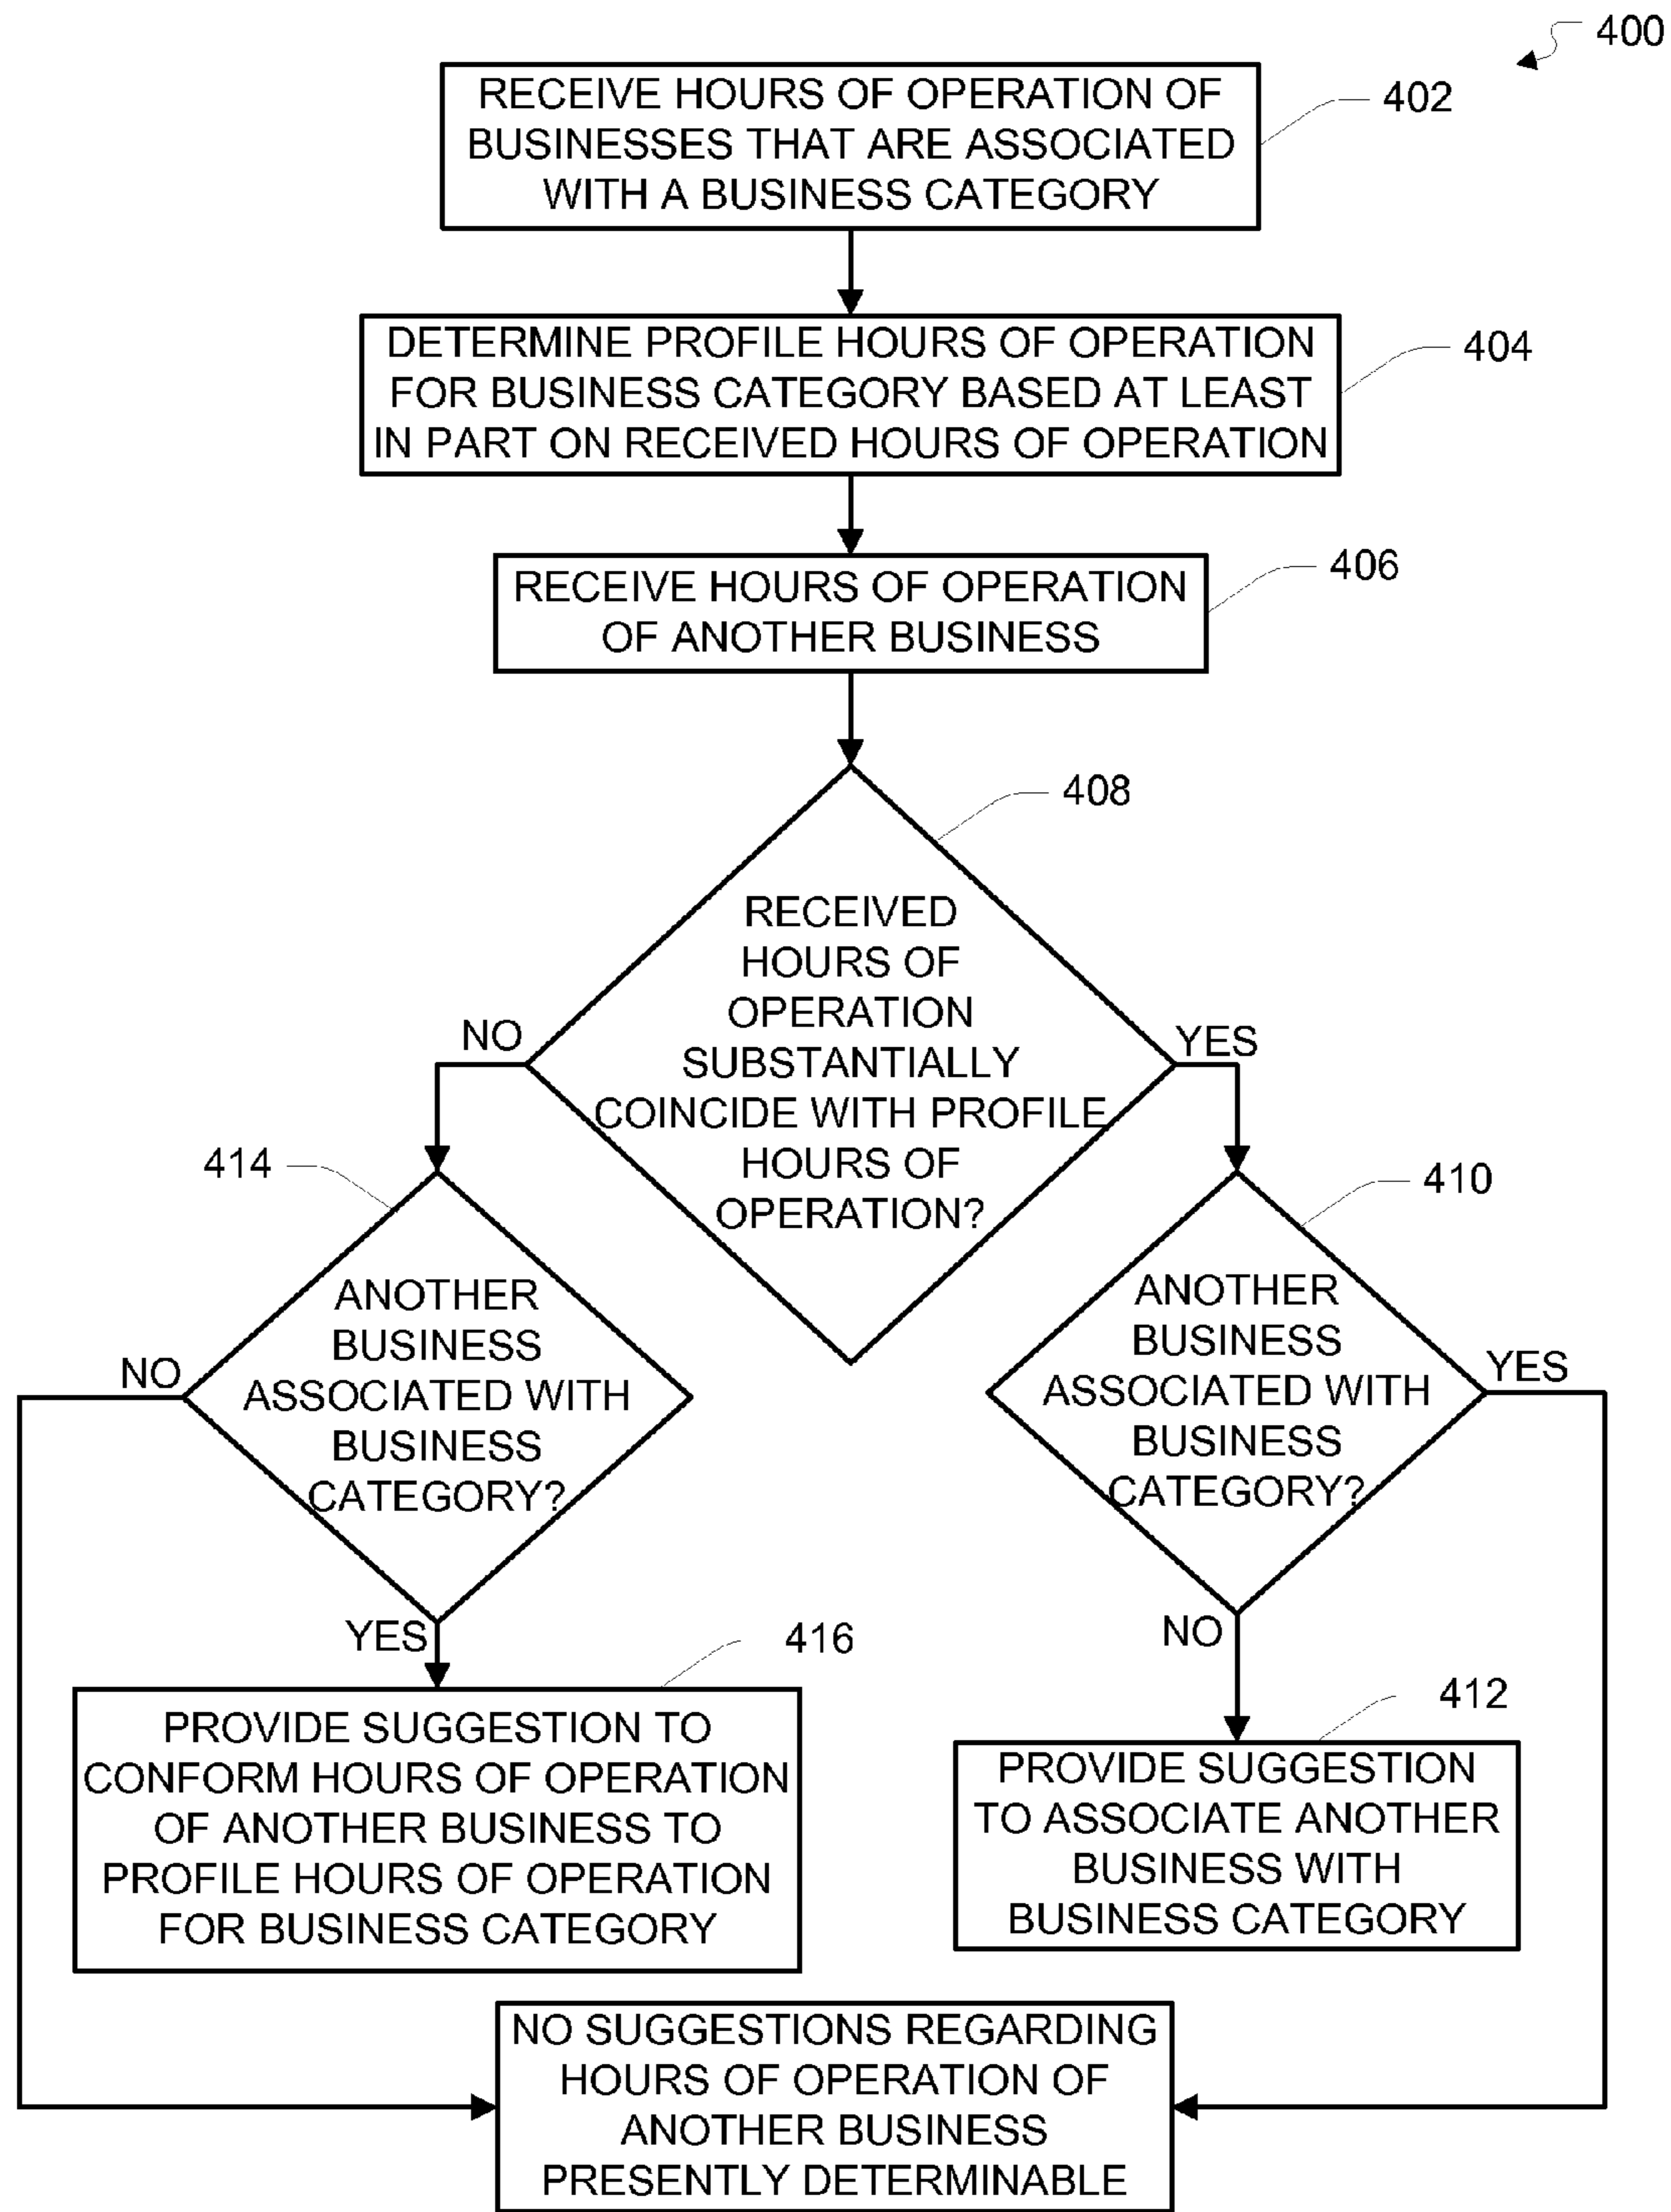 400
RECEIVE HOURS OF OPERATION OF
BUSINESSES THAT ARE ASSOCIATED
WITH A BUSINESS CATEGORY
402
DETERMINE PROFILE HOURS OF OPERATION
FOR BUSINESS CATEGORY BASED AT LEAST
IN PART ON RECEIVED HOURS OF OPERATION
404
RECEIVE HOURS OF OPERATION
OF ANOTHER BUSINESS
406
408
RECEIVED
HOURS OF
OPERATION
SUBSTANTIALLY
COINCIDE WITH PROFILE
HOURS OF
OPERATION?
NO
YES
414
ANOTHER
BUSINESS
ASSOCIATED WITH
BUSINESS
CATEGORY?
NO
YES
410
ANOTHER
BUSINESS
ASSOCIATED WITH
BUSINESS
CATEGORY?
YES
NO
416
PROVIDE SUGGESTION TO
CONFORM HOURS OF OPERATION
OF ANOTHER BUSINESS TO
PROFILE HOURS OF OPERATION
FOR BUSINESS CATEGORY
412
PROVIDE SUGGESTION
TO ASSOCIATE ANOTHER
BUSINESS WITH
BUSINESS CATEGORY
NO SUGGESTIONS REGARDING
HOURS OF OPERATION OF
ANOTHER BUSINESS
PRESENTLY DETERMINABLE